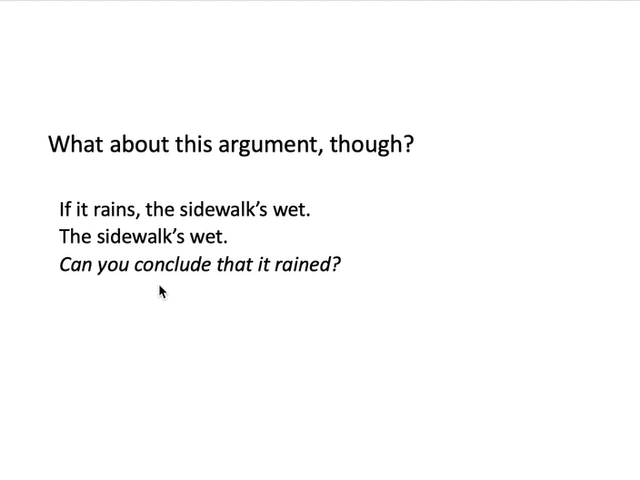 What about this argument, though?
If it rains, the sidewalk’s wet.
The sidewalk’s wet.
Can you conclude that it rained?